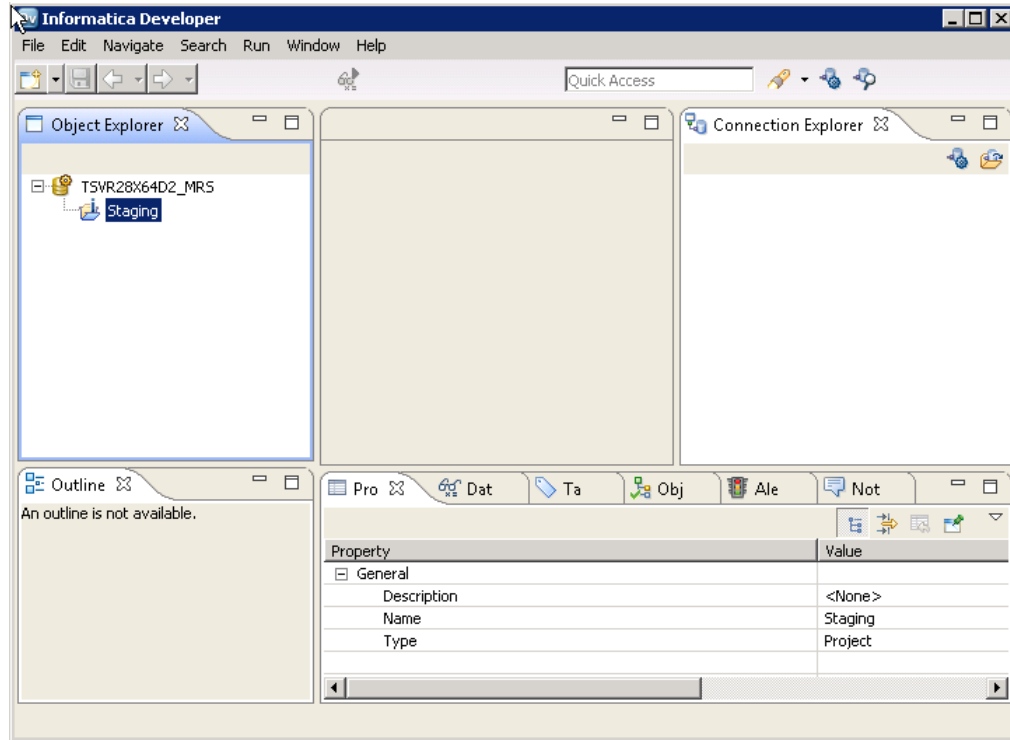 Informatica Developer
File Edit Navigate Search Run Window Help
Quick Access
Object Explorer
Connection Explorer
TSVR28X64D2_MRS
Staging
Outline
An outline is not available.
Pro Dat Ta Obj Ale Not
Property Value
General
Description <None>
Name Staging
Type Project